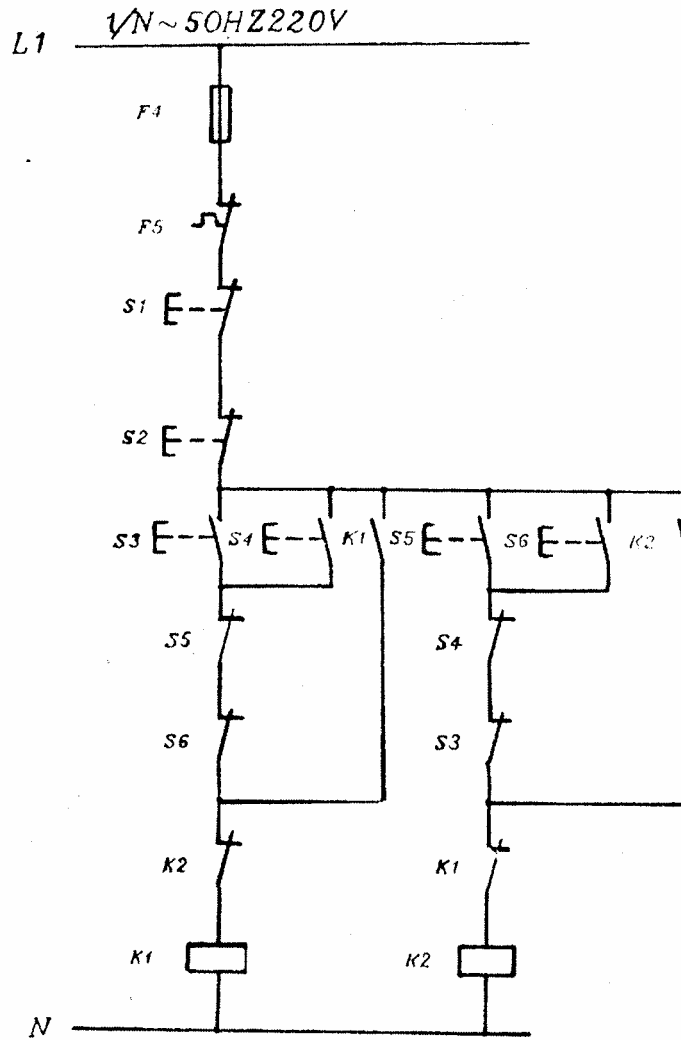 1/N~50HZ220V
L1
F4
F5
S1
S2
S3 S4 K1 S5 S6 K2
S5 S4
S6 S3
K2 K1
K1 K2
N